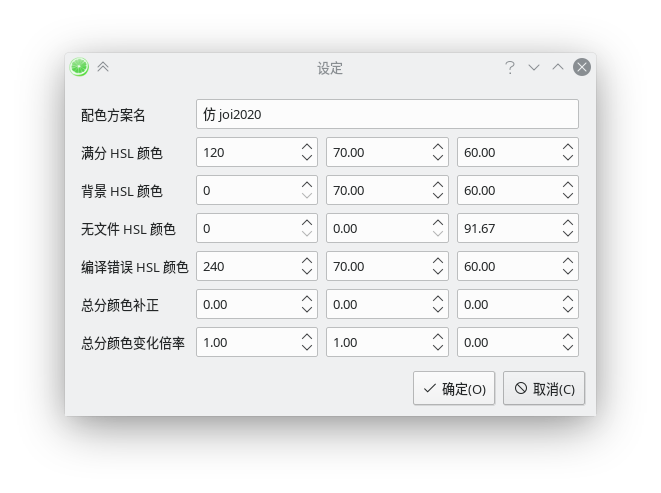 设定
配色方案名 仿 joi2020
满分 HSL 颜色 120 70.00 60.00
背景 HSL 颜色 0 70.00 60.00
无文件 HSL 颜色 0 0.00 91.67
编译错误 HSL 颜色 240 70.00 60.00
总分颜色补正 0.00 0.00 0.00
总分颜色变化倍率 1.00 1.00 0.00
确定(O) 取消(C)